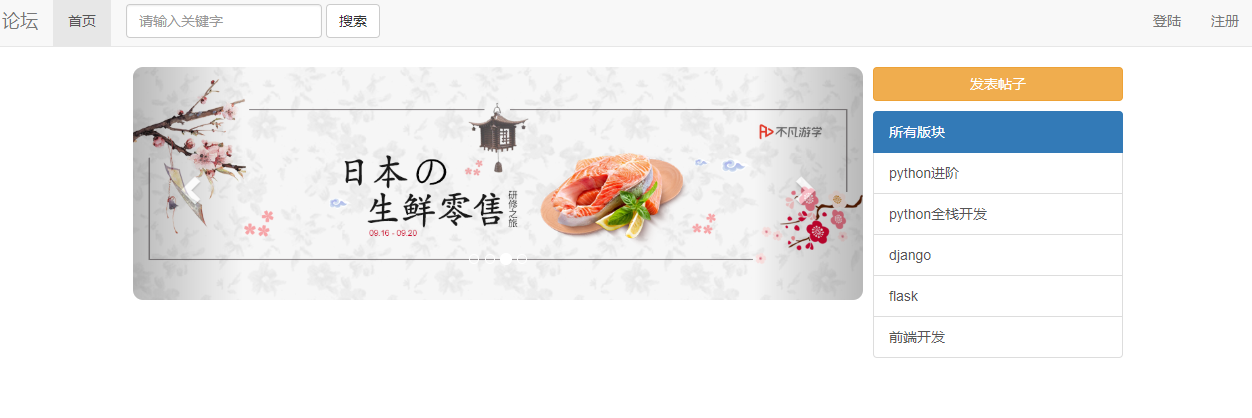 论坛 首页 请输入关键字 搜索 登陆 注册
发表帖子
所有版块
python进阶
python全栈开发
django
flask
前端开发
不凡游学
日本の
生鲜零售
研修之旅
09.16 - 09.20